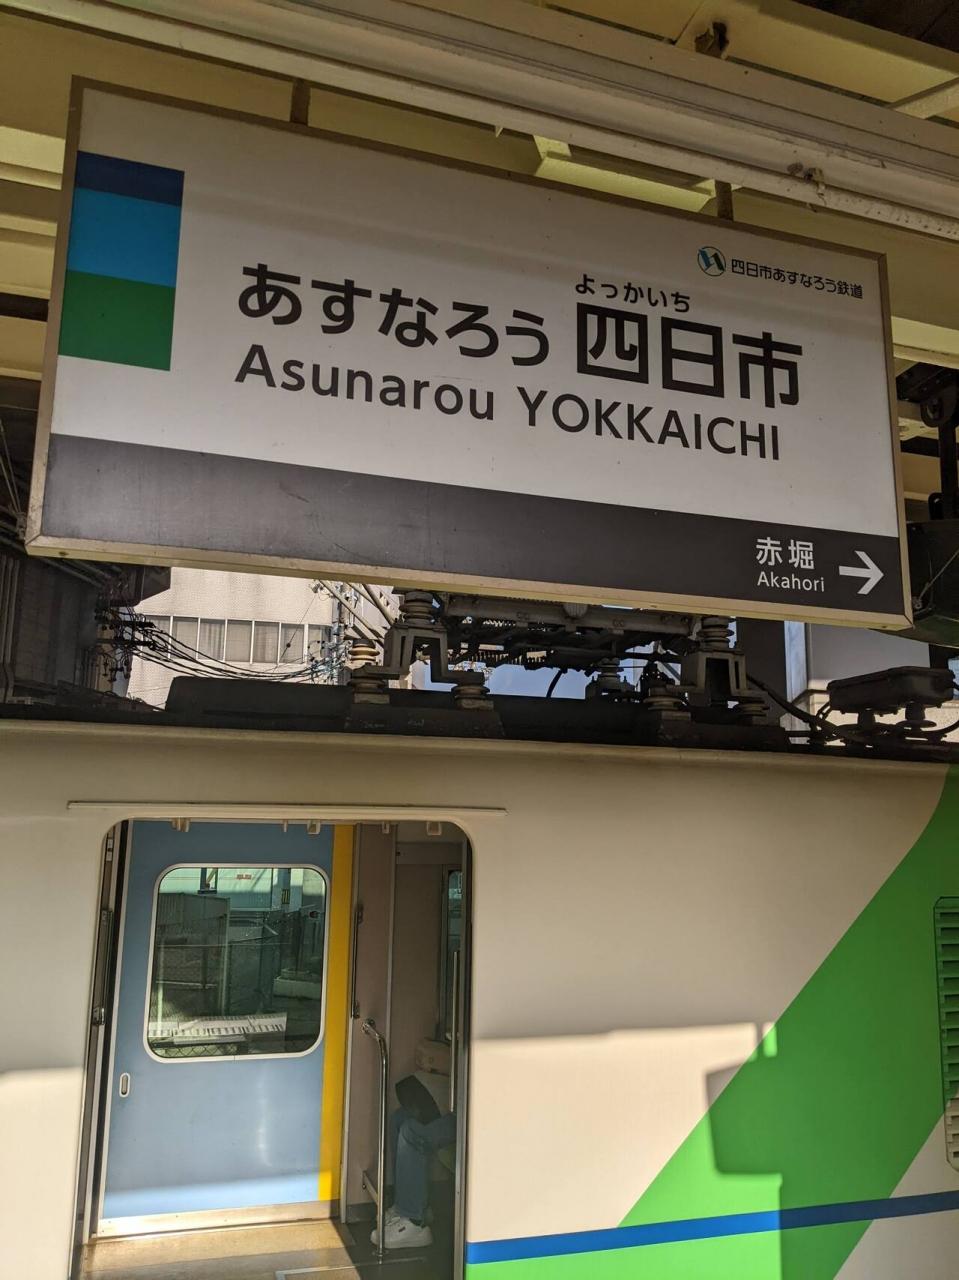 四日市あすなろう鉄道
よっかいち
あすなろう 四日市
Asunarou YOKKAICHI
赤堀
Akahori